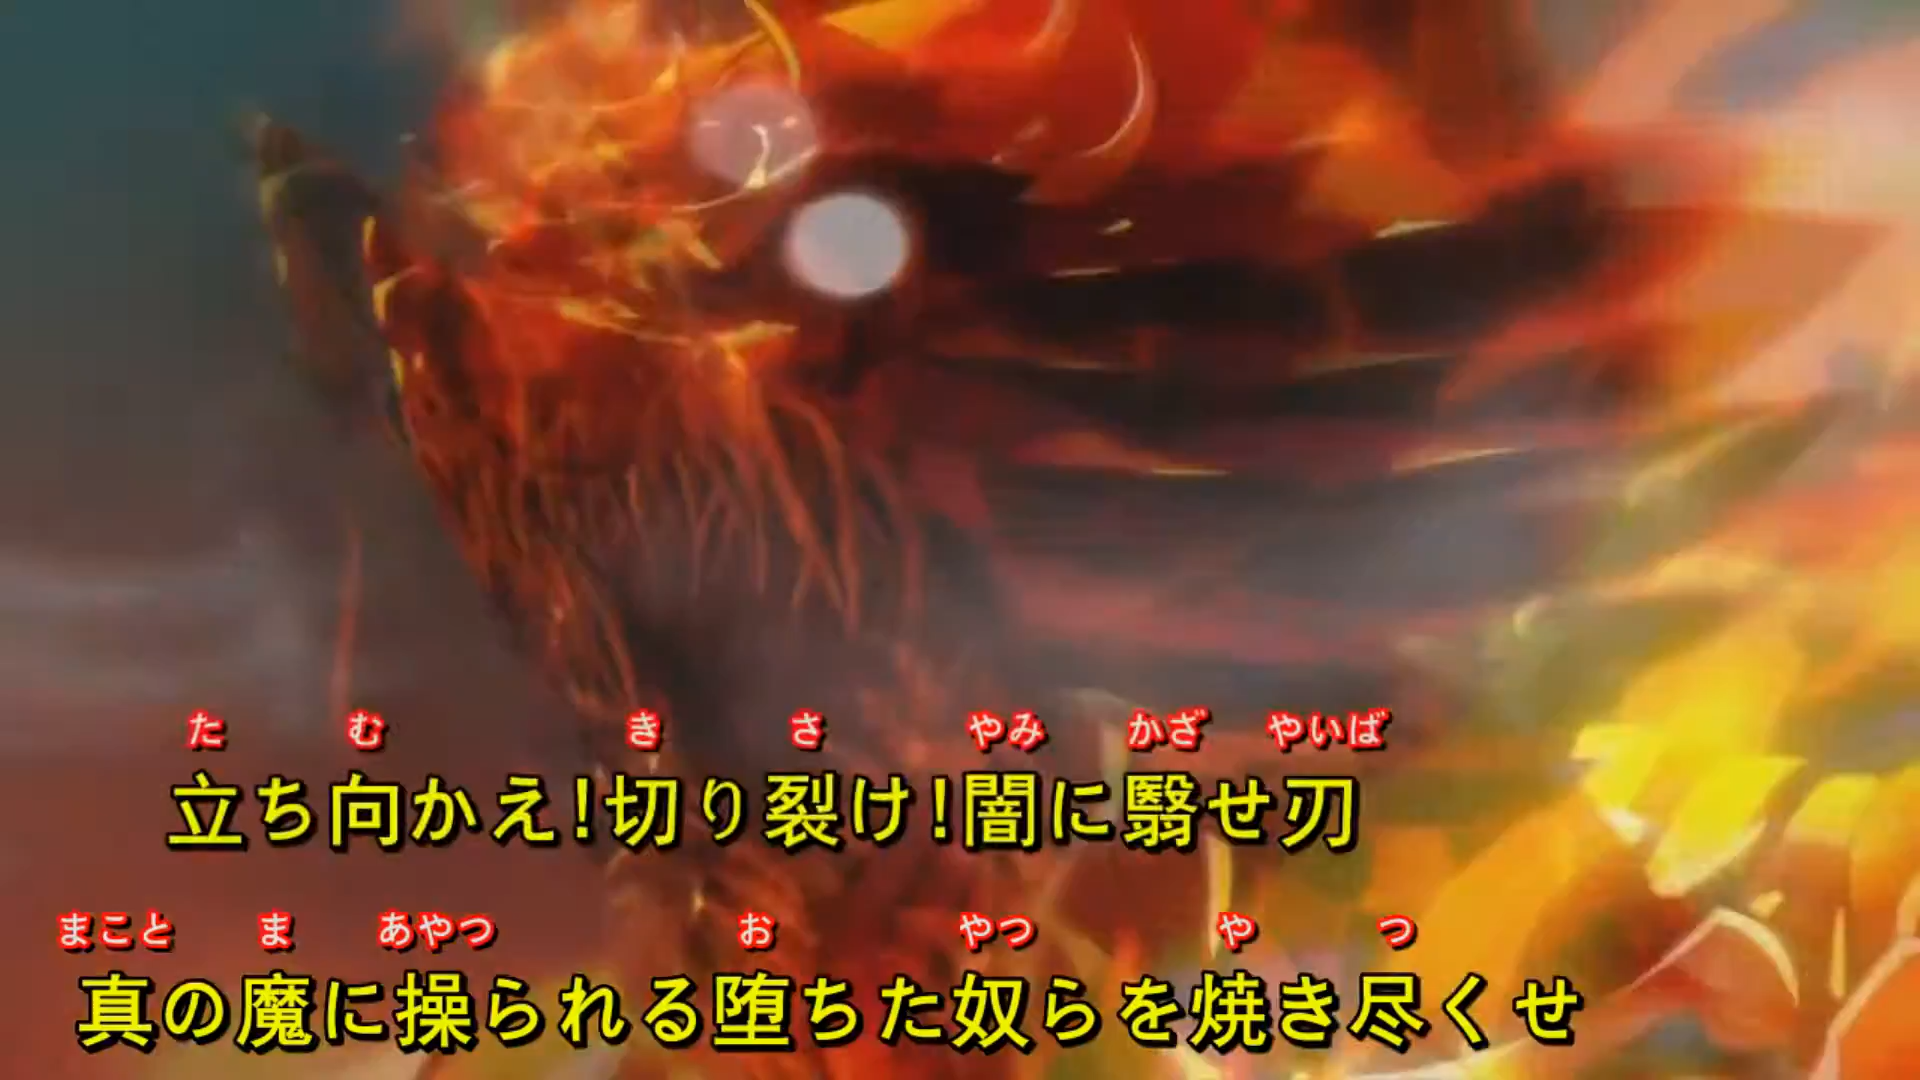 た む き さ やみ かざ やいば
立ち向かえ!切り裂け!闇に翳せ刃
まこと ま あやつ お やつ や つ
真の魔に操られる堕ちた奴らを焼き尽くせ